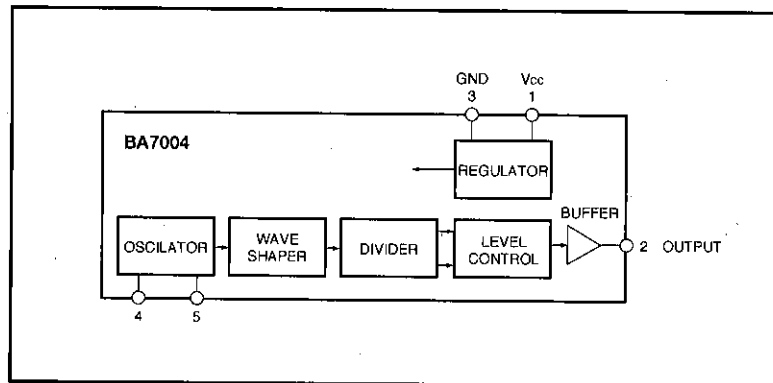 GND Vcc
3 1
BA7004
REGULATOR
BUFFER
OSCILATOR
WAVE
SHAPER
DIVIDER
LEVEL
CONTROL
2 OUTPUT
4 5